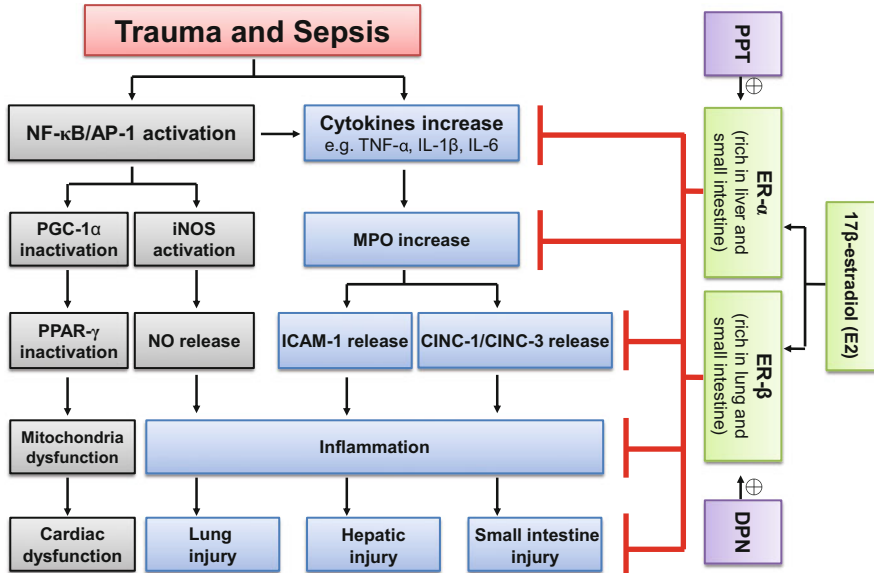 Trauma and Sepsis
NF-κB/AP-1 activation
Cytokines increase
e.g. TNF-α, IL-1β, IL-6
PGC-1α
inactivation
iNOS
activation
MPO increase
PPAR-γ
inactivation
NO release
ICAM-1 release
CINC-1/CINC-3 release
Mitochondria
dysfunction
Inflammation
Cardiac
dysfunction
Lung
injury
Hepatic
injury
Small intestine
injury
PPT
⊕
ER-α
(rich in liver and
small intestine)
ER-β
(rich in lung and
small intestine)
⊕
DPN
17β-estradiol (E2)